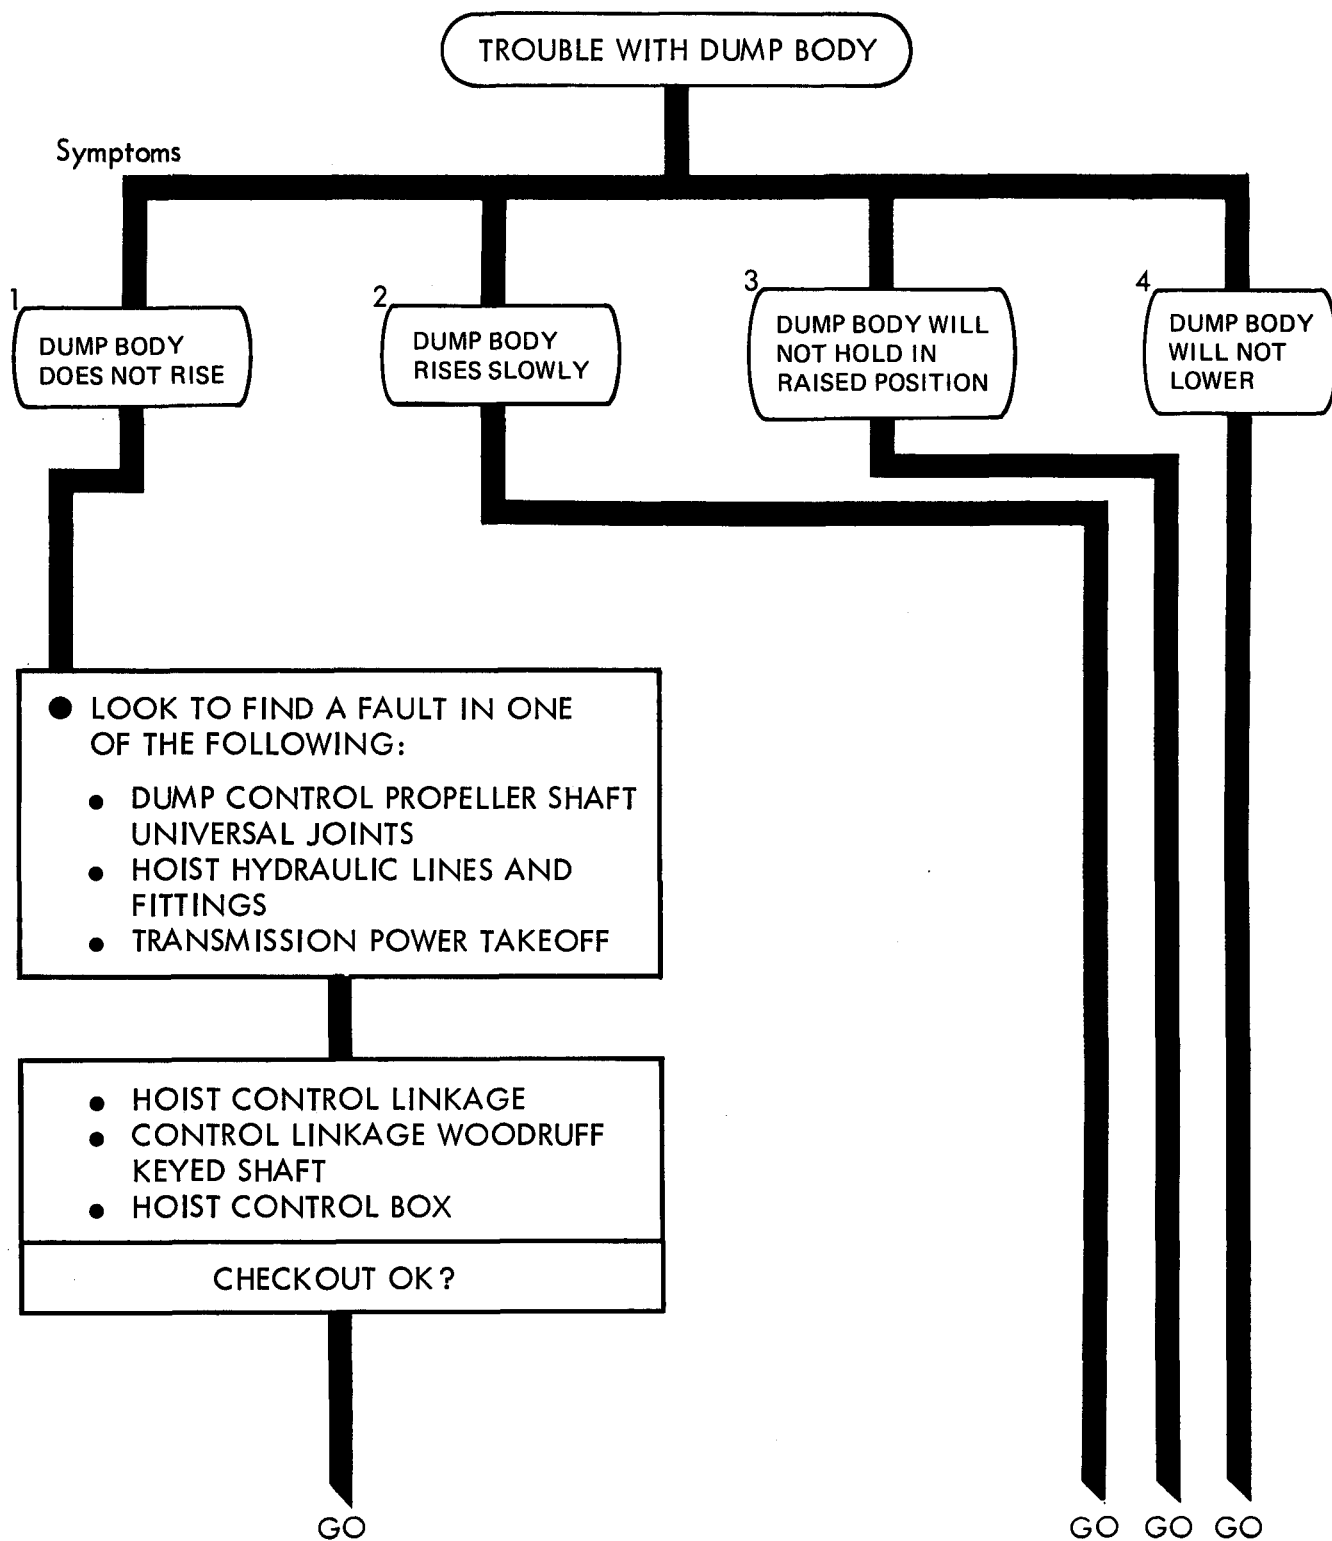 TROUBLE WITH DUMP BODY
Symptoms
1
DUMP BODY
DOES NOT RISE
2
DUMP BODY
RISES SLOWLY
3
DUMP BODY WILL
NOT HOLD IN
RAISED POSITION
4
DUMP BODY
WILL NOT
LOWER
● LOOK TO FIND A FAULT IN ONE
OF THE FOLLOWING:
● DUMP CONTROL PROPELLER SHAFT
UNIVERSAL JOINTS
● HOIST HYDRAULIC LINES AND
FITTINGS
● TRANSMISSION POWER TAKEOFF
● HOIST CONTROL LINKAGE
● CONTROL LINKAGE WOODRUFF
KEYED SHAFT
● HOIST CONTROL BOX
CHECKOUT OK?
GO
GO GO GO